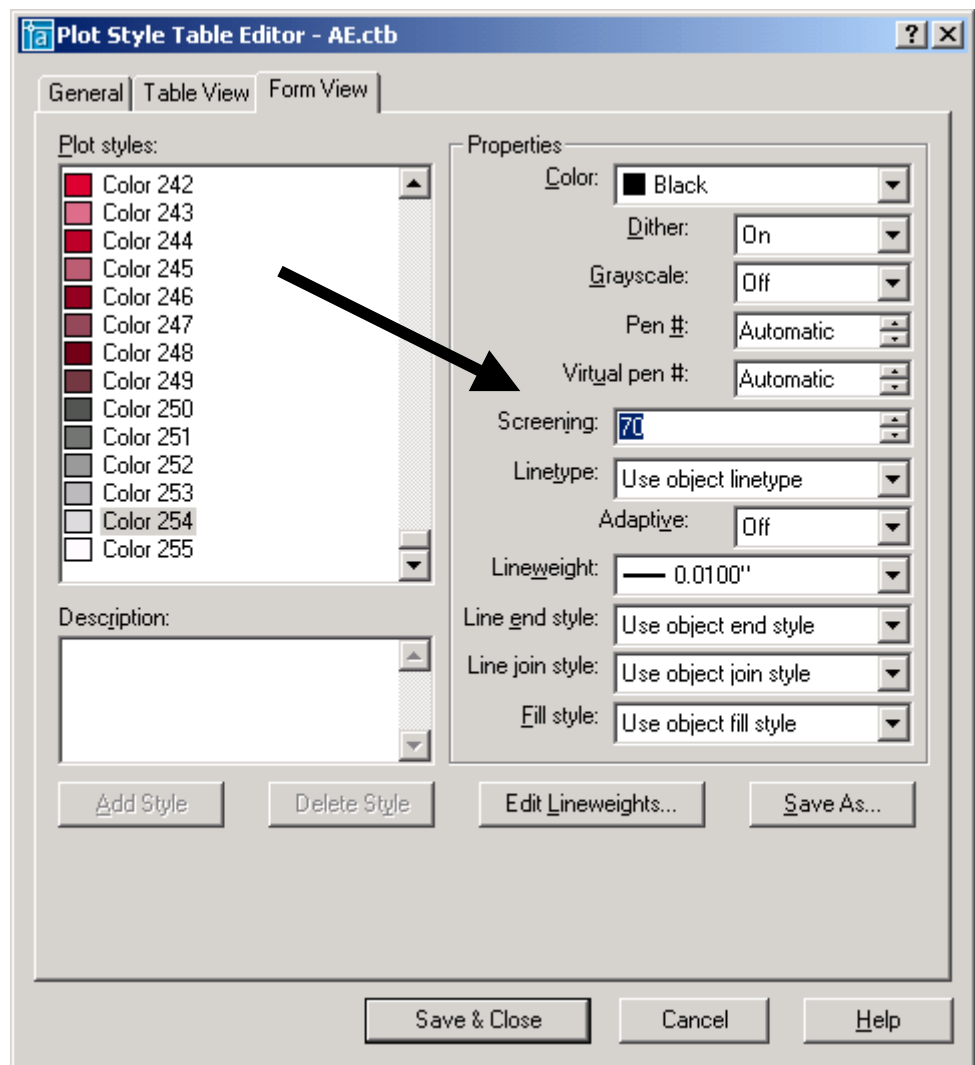 Plot Style Table Editor - AE.ctb
General
Table View
Form View
Plot styles:
Color 242
Color 243
Color 244
Color 245
Color 246
Color 247
Color 248
Color 249
Color 250
Color 251
Color 252
Color 253
Color 254
Color 255
Description:
Properties
Color: Black
Dither: On
Grayscale: Off
Pen #: Automatic
Virtual pen #: Automatic
Screening: 70
Linetype: Use object linetype
Adaptive: Off
Lineweight: 0.0100"
Line end style: Use object end style
Line join style: Use object join style
Fill style: Use object fill style
Add Style
Delete Style
Edit Lineweights...
Save As...
Save & Close
Cancel
Help